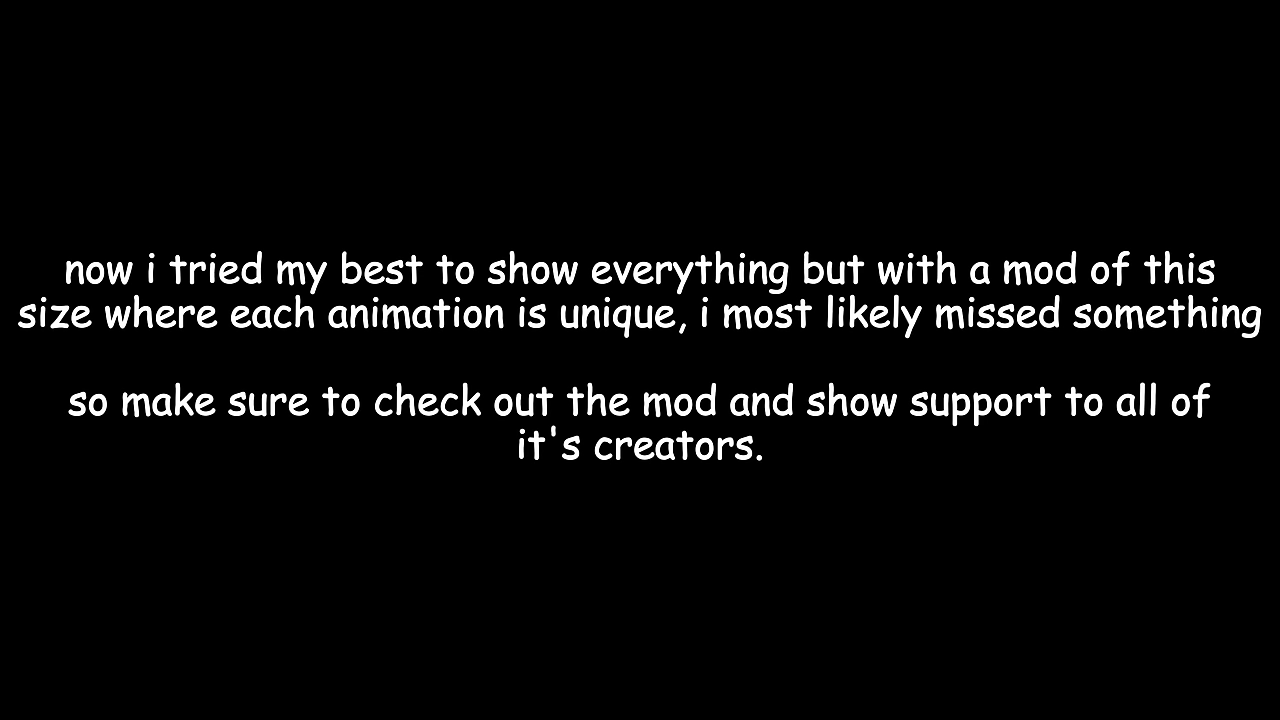 now i tried my best to show everything but with a mod of this
size where each animation is unique, i most likely missed something
so make sure to check out the mod and show support to all of
it's creators.